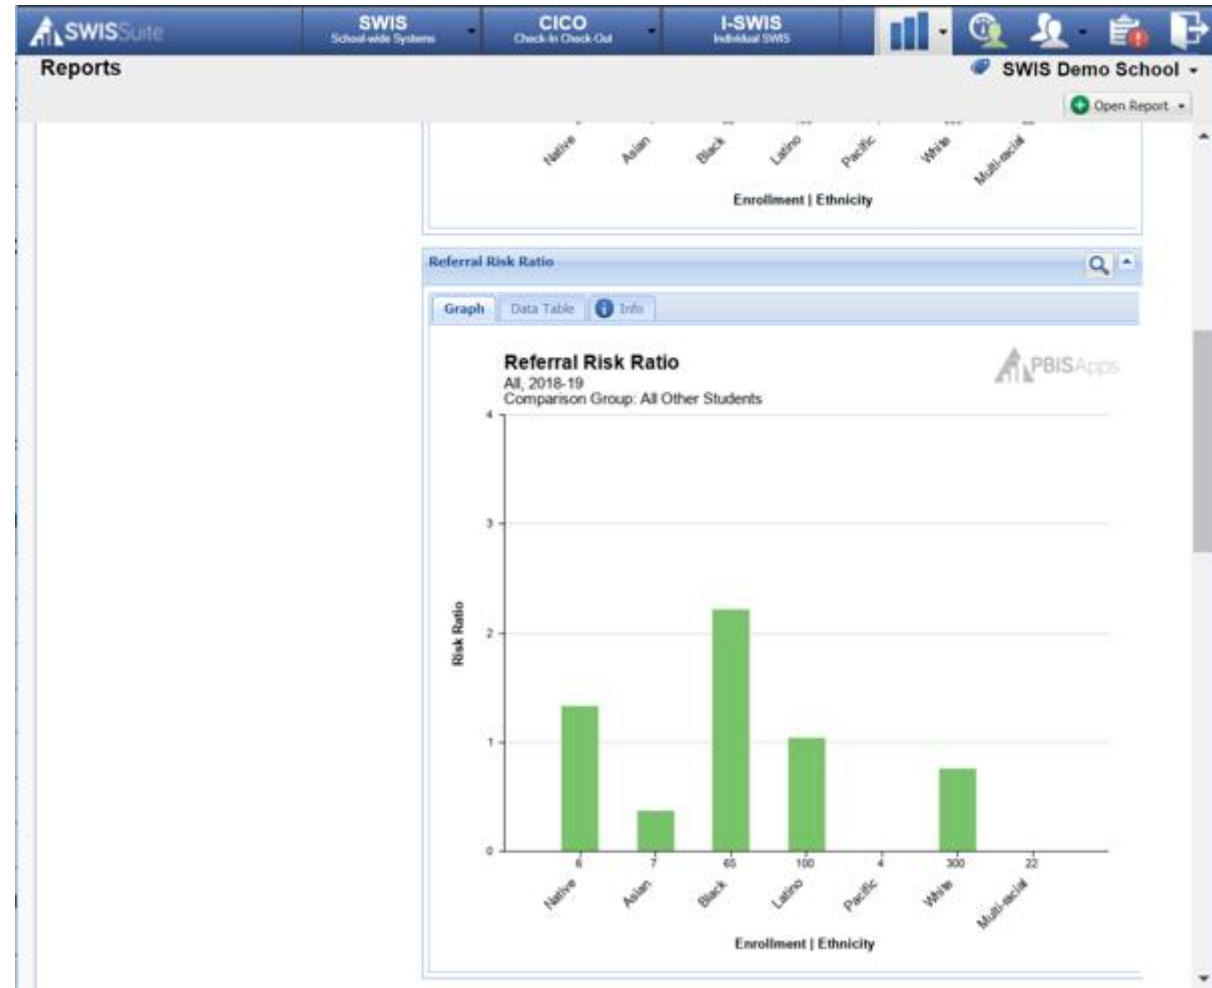 SWISSuite
SWIS
School-wide Systems
CICO
Check-In Check-Out
I-SWIS
Individual SWIS
Reports
SWIS Demo School
Open Report
Native Asian Black Latino Pacific White Multi-racial
Enrollment | Ethnicity
Referral Risk Ratio
Graph Data Table Info
Referral Risk Ratio
All, 2018-19
Comparison Group: All Other Students
PBISApps
4
3
2
1
0
Risk Ratio
6 7 65 100 4 300 22
Native Asian Black Latino Pacific White Multi-racial
Enrollment | Ethnicity